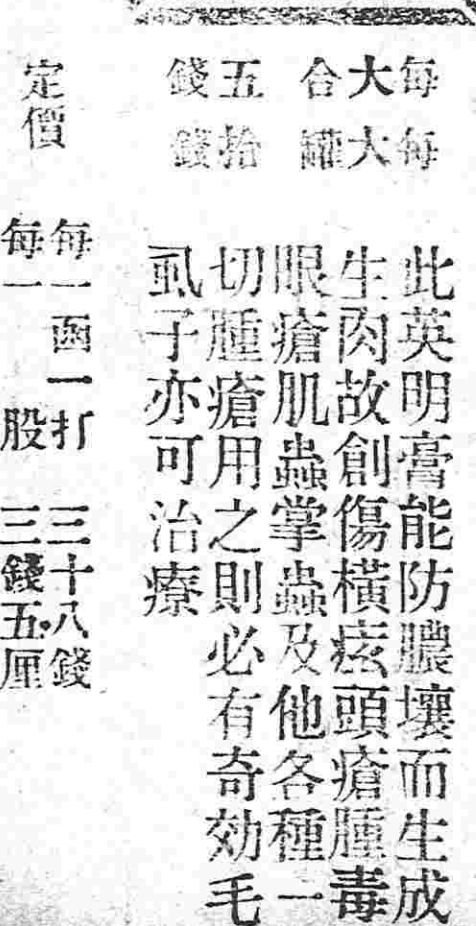 每大合 五錢
每大罐 拾錢
此英明膏能防膿壞而生成
生肉故創傷橫痃頭瘡腫毒
眼瘡肌蟲掌蟲及他各種一
切腫瘡用之則必有奇効毛
虱子亦可治療
定價
每一函一打 三十八錢
每一 股 三錢五厘